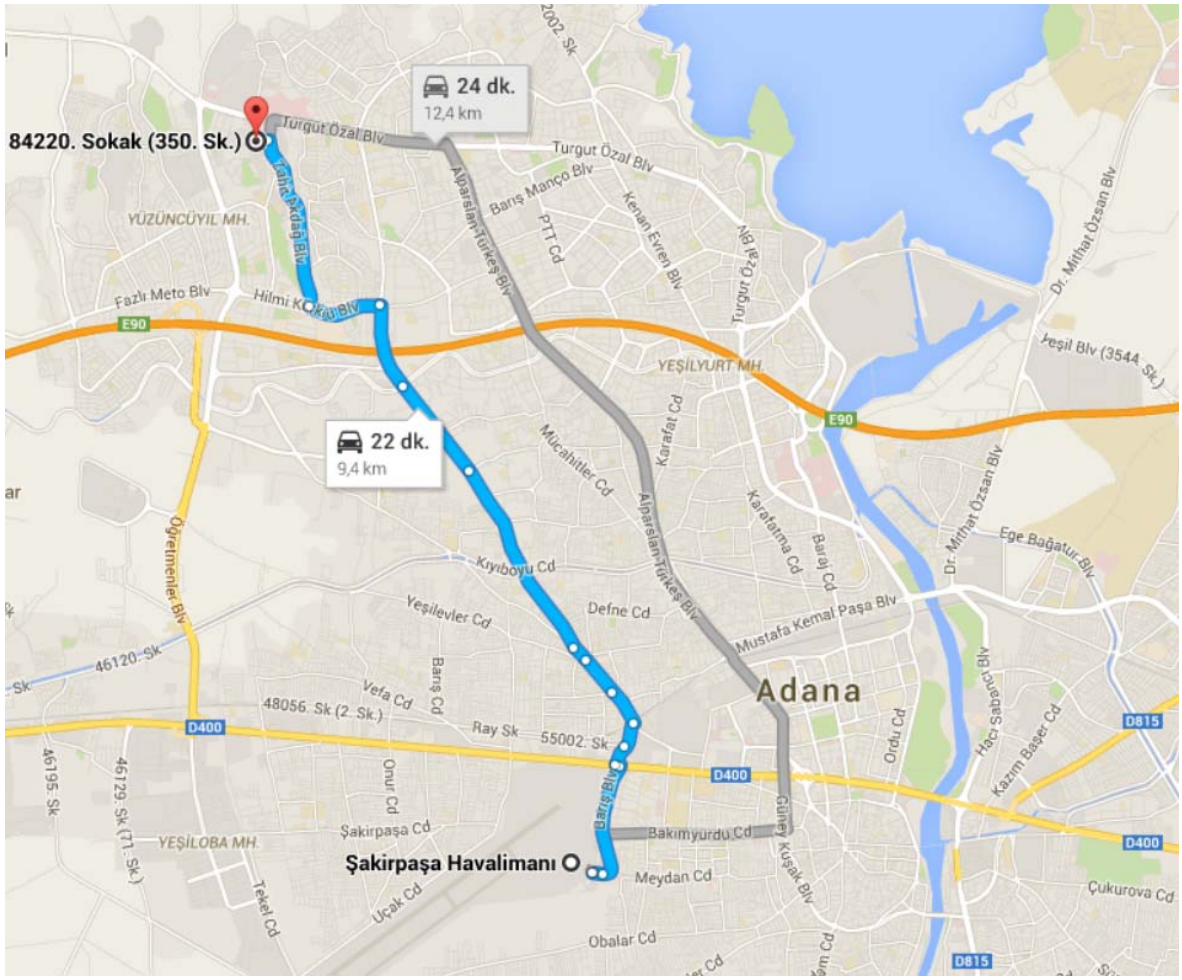 2002. Sk
24 dk.
12,4 km
Turgut Özal Blv
84220. Sokak (350. Sk.)
Turgut Özal Blv
Barış Manço Blv
Alparslan Türkeş Blv
PTT Cd
Kenan Evren Blv
YÜZÜNCÜYIL MH.
Turgut Özal Blv
Dr. Mithat Özsan Blv
Fazlı Meto Blv
E90
YEŞİLYURT MH.
Yeşil Blv (3544. Sk.)
E90
22 dk.
9,4 km
Karafat Cd
Mücahitler Cd
ar
Öğretmenler Blv
Alparslan Türkeş Blv
Karafatma Cd
Baraj Cd
Dr. Mithat Özsan Blv
Ege Bağatur Blv
Kıyıboyu Cd
Defne Cd
Yeşilevler Cd
Mustafa Kemal Paşa Blv
46120. Sk
Sk
Barış Cd
Vefa Cd
Adana
Hacı Sabancı Blv
48056. Sk (2. Sk.)
D400
Ray Sk
55002. Sk
Ordu Cd
Kazım Başer Cd
D815
D400
46195. Sk
46129. Sk (71. Sk.)
Onur Cd
Barış Blv
Güney Kuşak Blv
Şakirpaşa Cd
Bakımyurdu Cd
YEŞİLOBA MH.
D400
Şakirpaşa Havalimanı
Meydan Cd
Çukurova Cd
Tekel Cd
Uçak Cd
Obalar Cd
dam Cd
D815